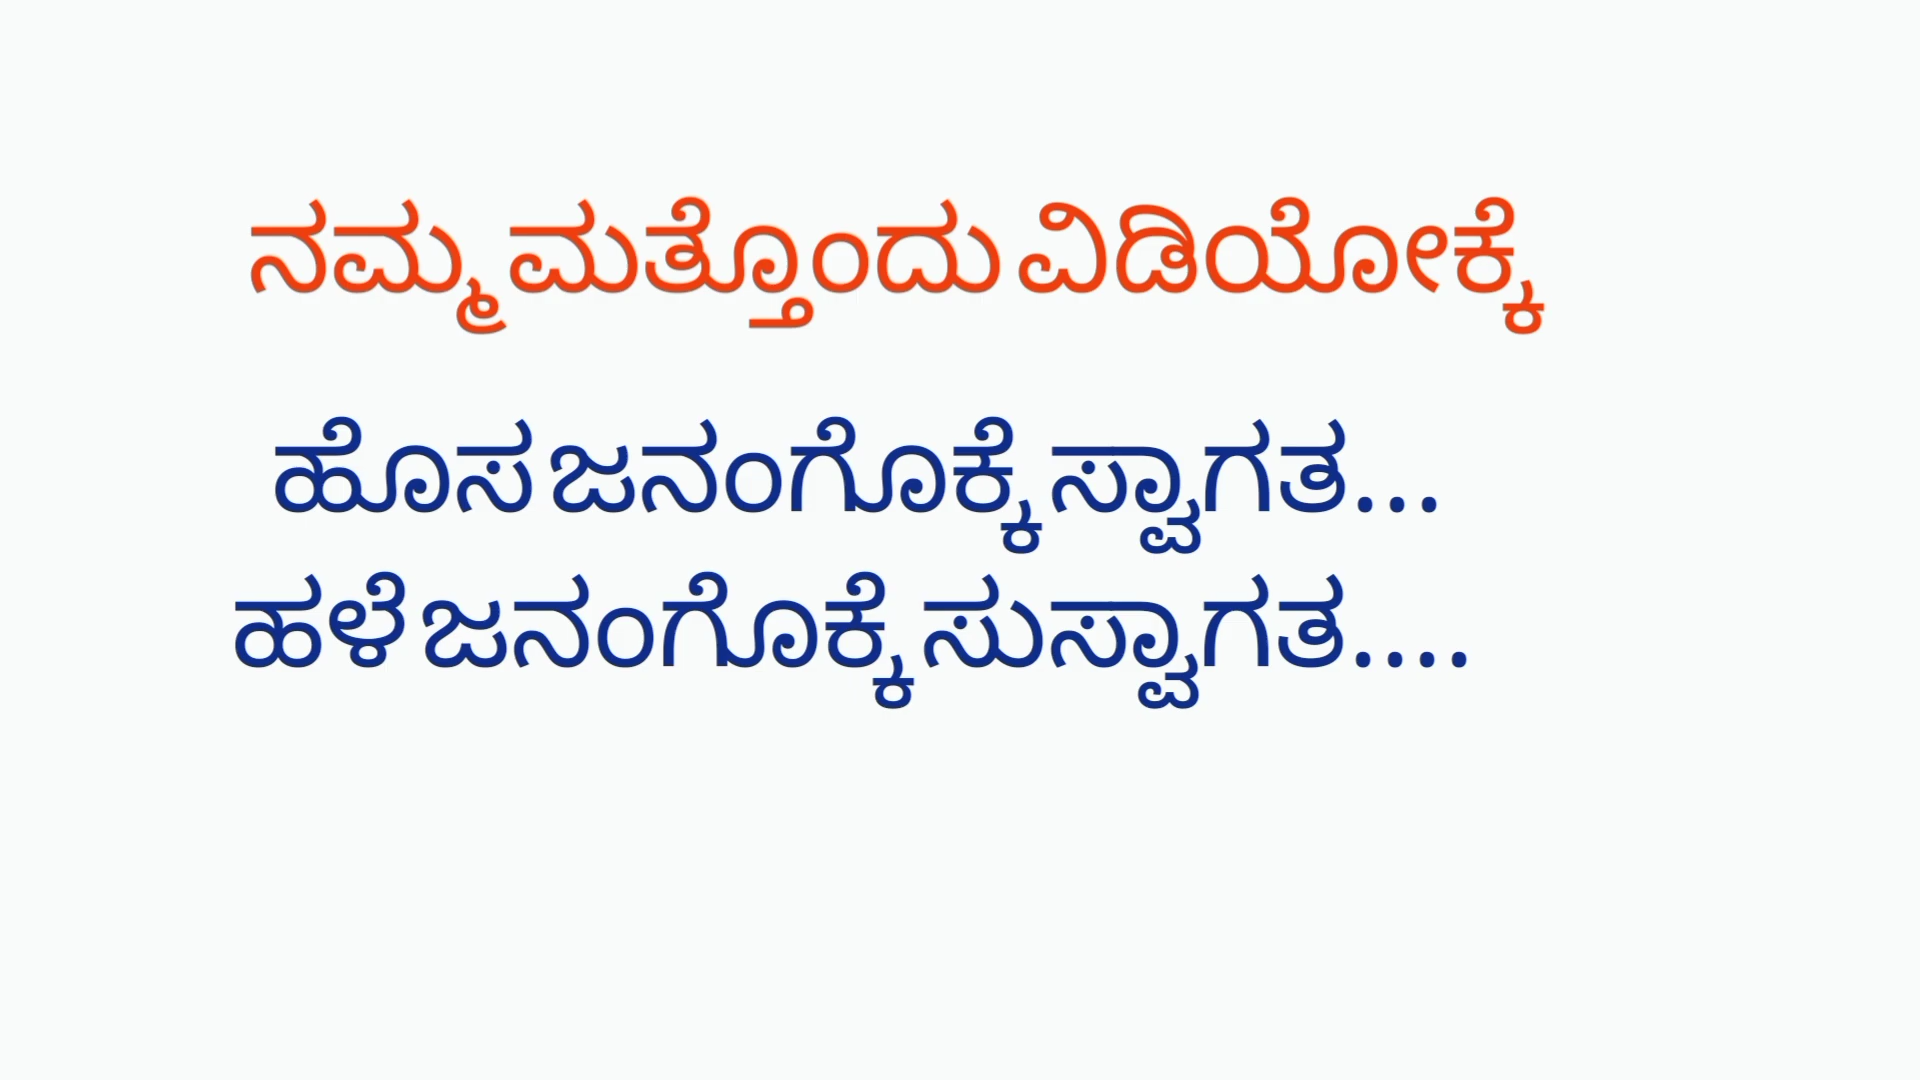 ನಮ್ಮ ಮತ್ತೊಂದು ವಿಡಿಯೋಕ್ಕೆ
ಹೊಸ ಜನಂಗೊಕ್ಕೆ ಸ್ವಾಗತ...
ಹಳೆ ಜನಂಗೊಕ್ಕೆ ಸುಸ್ವಾಗತ....